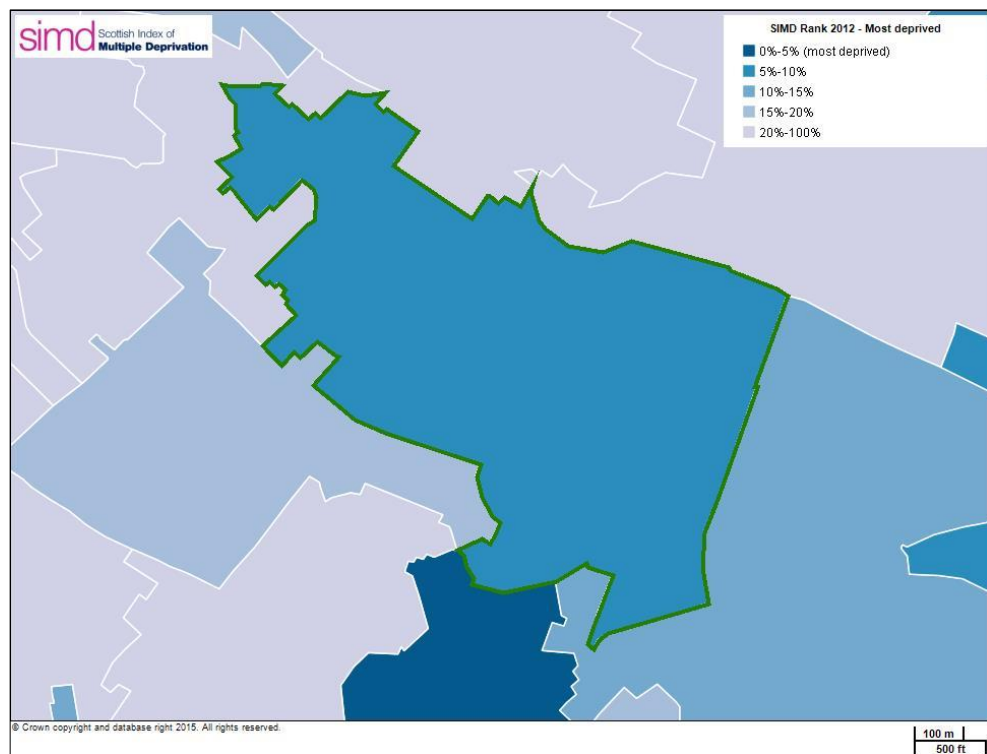 simd Scottish Index of
Multiple Deprivation
SIMD Rank 2012 - Most deprived
0%-5% (most deprived)
5%-10%
10%-15%
15%-20%
20%-100%
© Crown copyright and database right 2015. All rights reserved.
100 m
500 ft